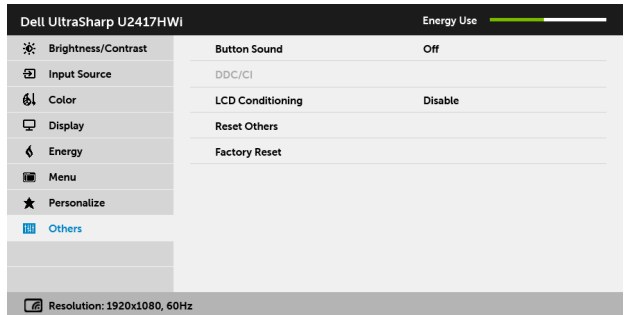 Dell UltraSharp U2417HWi
Energy Use
Brightness/Contrast
Button Sound
Off
Input Source
DDC/CI
Color
LCD Conditioning
Disable
Display
Reset Others
Energy
Factory Reset
Menu
Personalize
Others
Resolution: 1920x1080, 60Hz